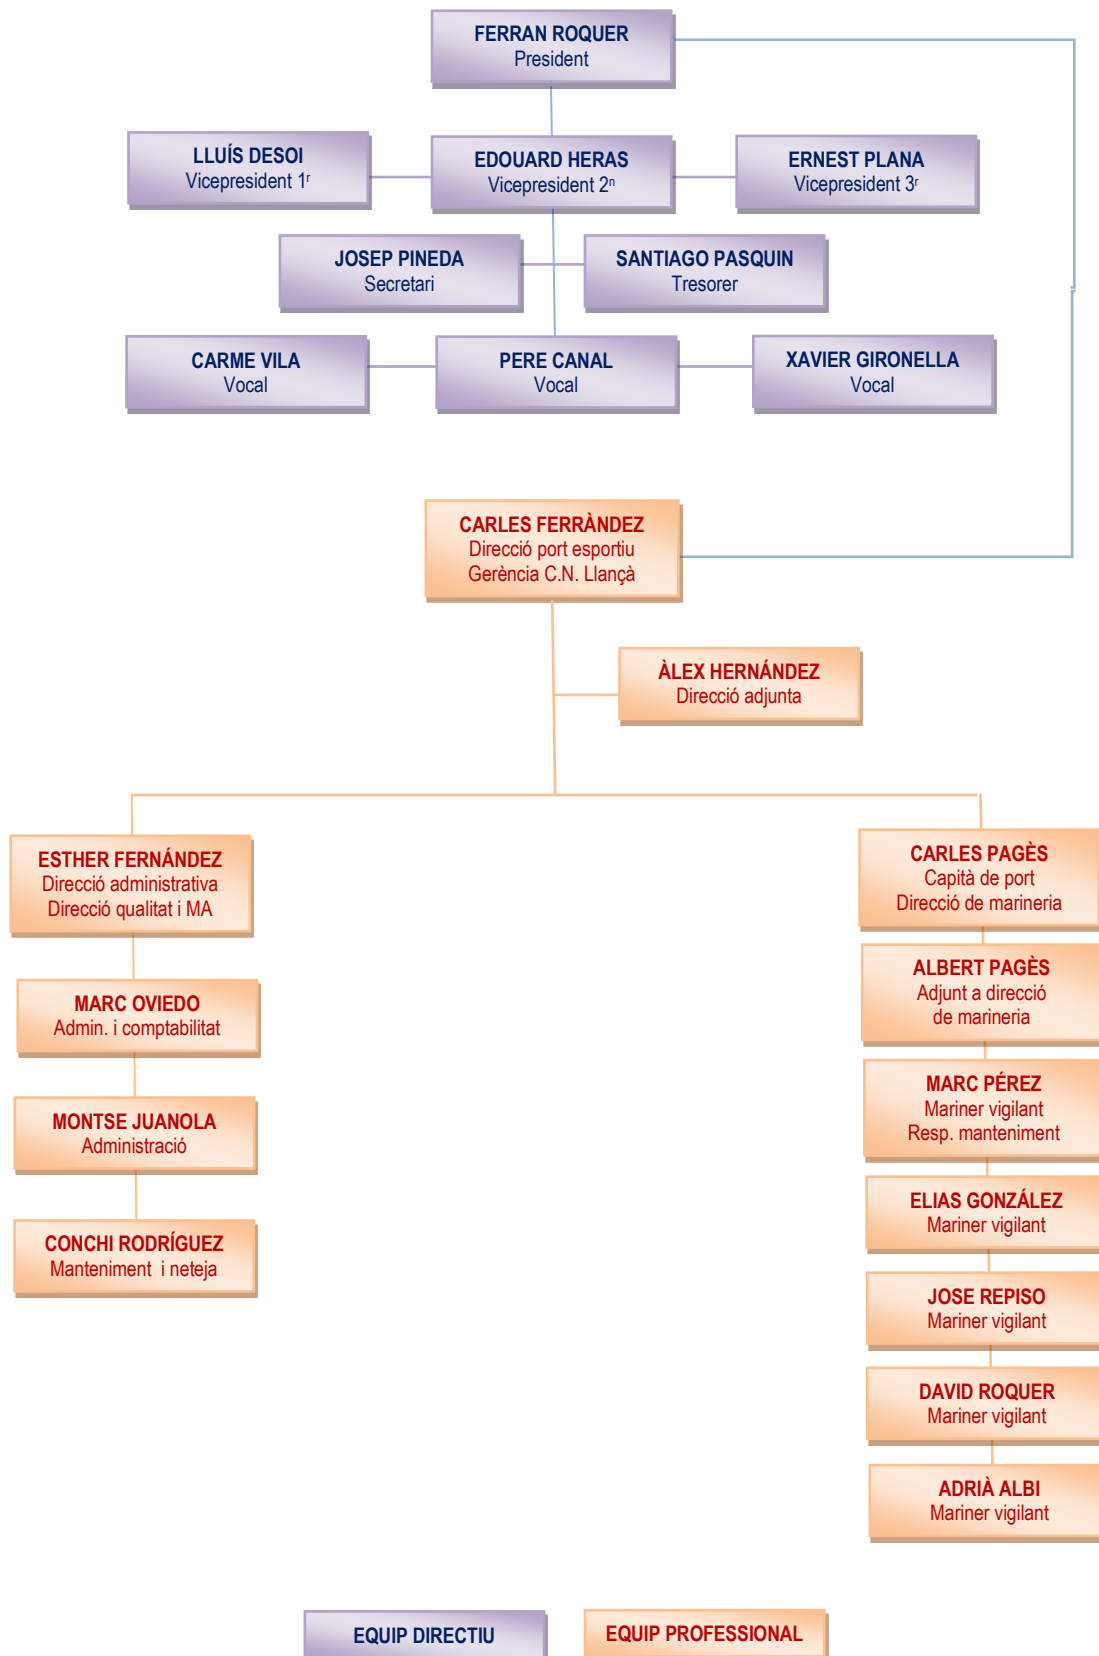 FERRAN ROQUER
President
LLUÍS DESOI
Vicepresident 1ʳ
EDOUARD HERAS
Vicepresident 2ⁿ
ERNEST PLANA
Vicepresident 3ʳ
JOSEP PINEDA
Secretari
SANTIAGO PASQUIN
Tresorer
CARME VILA
Vocal
PERE CANAL
Vocal
XAVIER GIRONELLA
Vocal
CARLES FERRÀNDEZ
Direcció port esportiu
Gerència C.N. Llançà
ÀLEX HERNÁNDEZ
Direcció adjunta
ESTHER FERNÁNDEZ
Direcció administrativa
Direcció qualitat i MA
MARC OVIEDO
Admin. i comptabilitat
MONTSE JUANOLA
Administració
CONCHI RODRÍGUEZ
Manteniment i neteja
CARLES PAGÈS
Capità de port
Direcció de marineria
ALBERT PAGÈS
Adjunt a direcció
de marineria
MARC PÉREZ
Mariner vigilant
Resp. manteniment
ELIAS GONZÁLEZ
Mariner vigilant
JOSE REPISO
Mariner vigilant
DAVID ROQUER
Mariner vigilant
ADRIÀ ALBI
Mariner vigilant
EQUIP DIRECTIU
EQUIP PROFESSIONAL